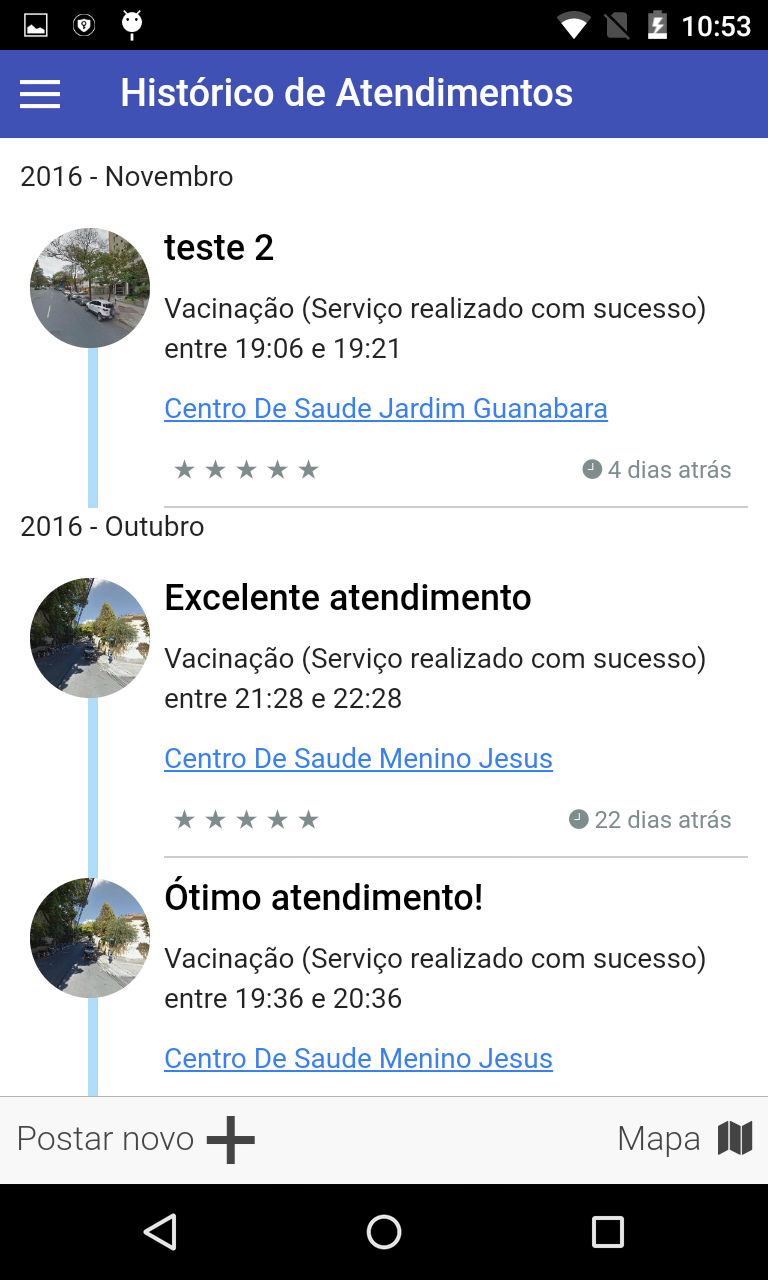 10:53
Histórico de Atendimentos
2016 - Novembro
teste 2
Vacinação (Serviço realizado com sucesso)
entre 19:06 e 19:21
Centro De Saude Jardim Guanabara
★ ★ ★ ★ ★ 4 dias atrás
2016 - Outubro
Excelente atendimento
Vacinação (Serviço realizado com sucesso)
entre 21:28 e 22:28
Centro De Saude Menino Jesus
★ ★ ★ ★ ★ 22 dias atrás
Ótimo atendimento!
Vacinação (Serviço realizado com sucesso)
entre 19:36 e 20:36
Centro De Saude Menino Jesus
Postar novo Mapa